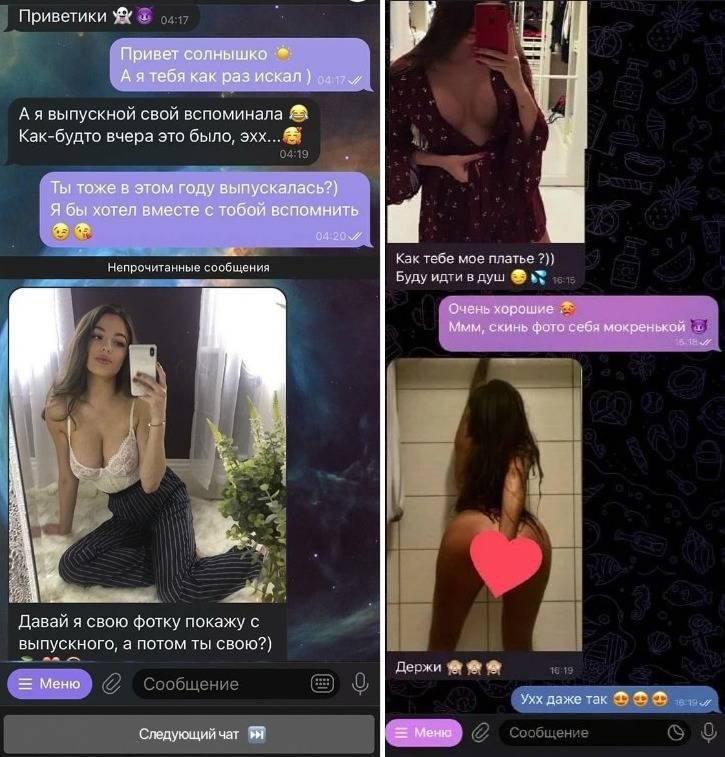 Приветики 👻😈 04:17
Привет солнышко ☀️
А я тебя как раз искал ) 04:17
А я выпускной свой вспоминала 😂
Как-будто вчера это было, эхх...🥰
04:19
Ты тоже в этом году выпускалась?)
Я бы хотел вместе с тобой вспомнить
😉😘 04:20
Непрочитанные сообщения
Давай я свою фотку покажу с
выпускного, а потом ты свою?)
Меню
Сообщение
Следующий чат ⏭
Как тебе мое платье ?))
Буду идти в душ 😏💦 16:15
Очень хорошие 🥵
Ммм, скинь фото себя мокренькой 😈
16:18
Держи 🙈🙈🙈 16:19
Ухх даже так 😍😍😍 16:19
Меню
Сообщение